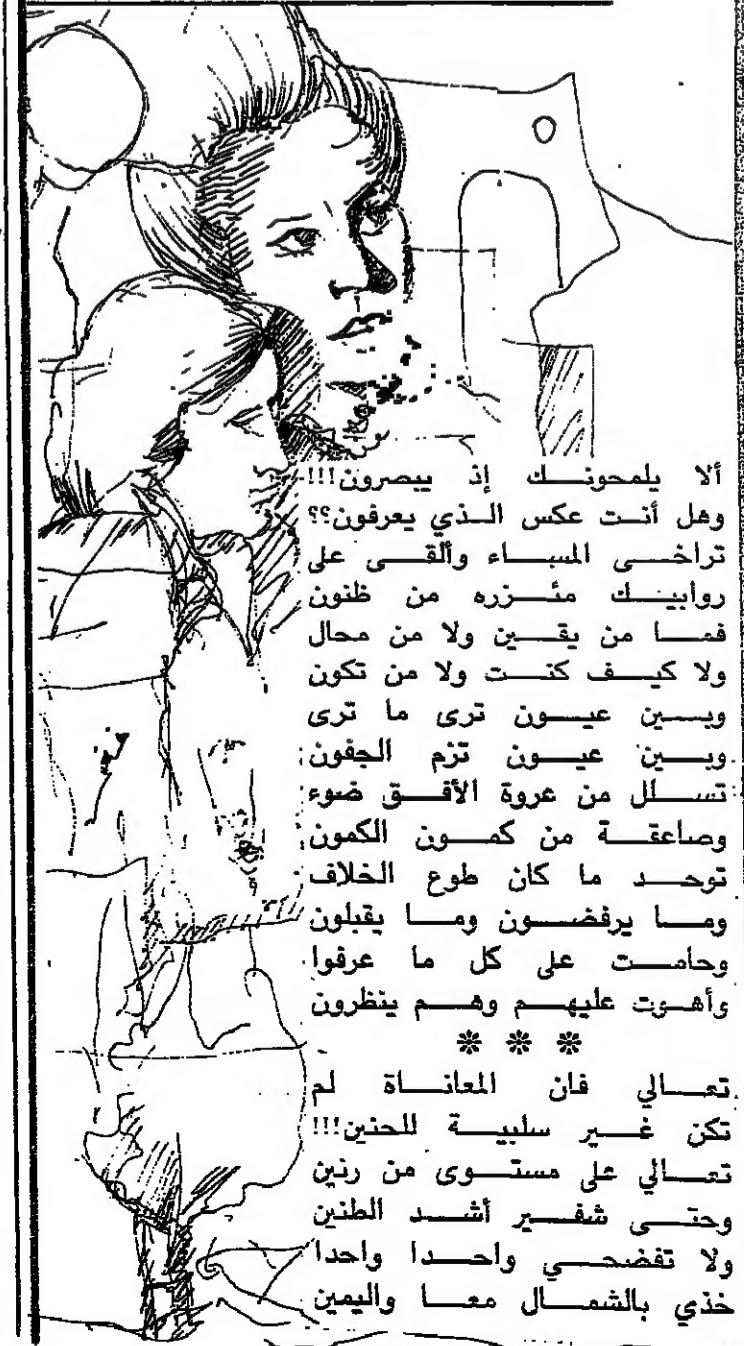 ألا يلمحونك إذ يبصرون!!!
وهل أنت عكس الذي يعرفون؟؟
تراخى المساء وألقى على
روابيك مئزره من ظنون
فما من يقين ولا من محال
ولا كيف كنت ولا من تكون
وبين عيون ترى ما ترى
وبين عيون تزم الجفون
تسلل من عروة الأفق ضوء
وصاعقة من كمون الكمون
توحد ما كان طوع الخلاف
وما يرفضون وما يقبلون
وحامت على كل ما عرفوا
وأهوت عليهم وهم ينظرون
* * *
تعالي فان المعاناة لم
تكن غير سلبية للحنين!!!
تعالي على مستوى من رنين
وحتى شفير أشد الطنين
ولا تفضحي واحدا واحدا
خذي بالشمال معا واليمين